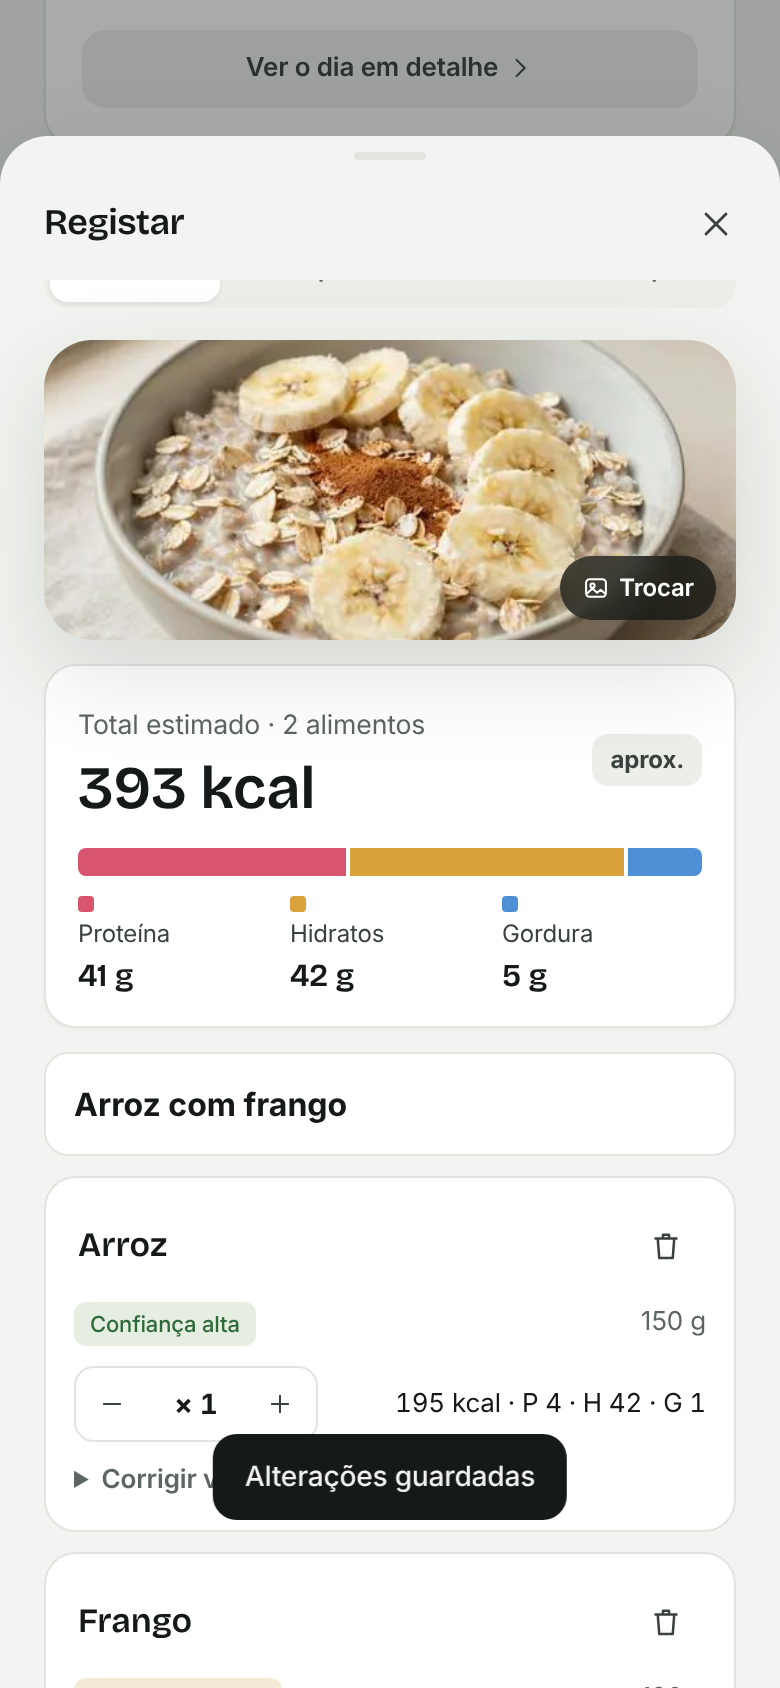 Ver o dia em detalhe
Registar
Trocar
Total estimado · 2 alimentos
393 kcal
aprox.
Proteína
Hidratos
Gordura
41 g
42 g
5 g
Arroz com frango
Arroz
Confiança alta
150 g
− × 1 +
195 kcal · P 4 · H 42 · G 1
Corrigir
Alterações guardadas
Frango